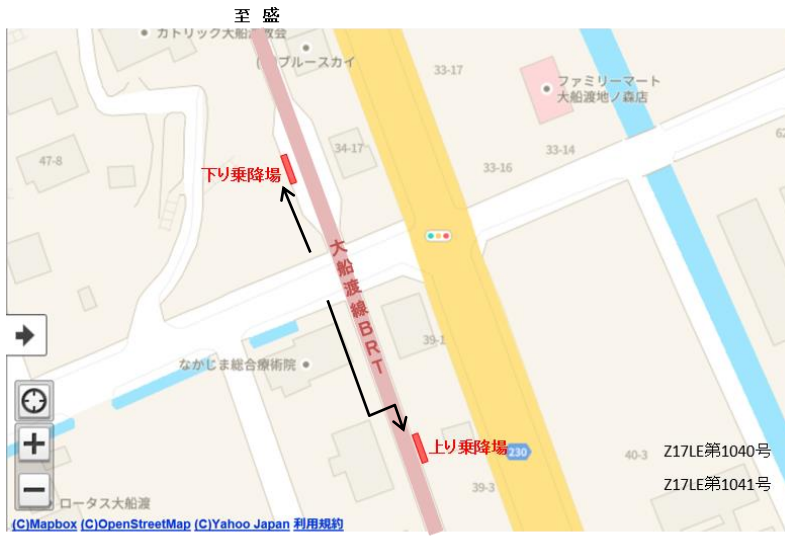 至 盛
カトリック大船渡教会
(有)ブルースカイ
33-17
ファミリーマート
大船渡地ノ森店
47-8
34-17
33-14
33-16
下り乗降場
大船渡線BRT
39-1
なかじま総合療術院
上り乗降場
230
40-3
Z17LE第1040号
39-3
Z17LE第1041号
ロータス大船渡
(C)Mapbox (C)OpenStreetMap (C)Yahoo Japan 利用規約